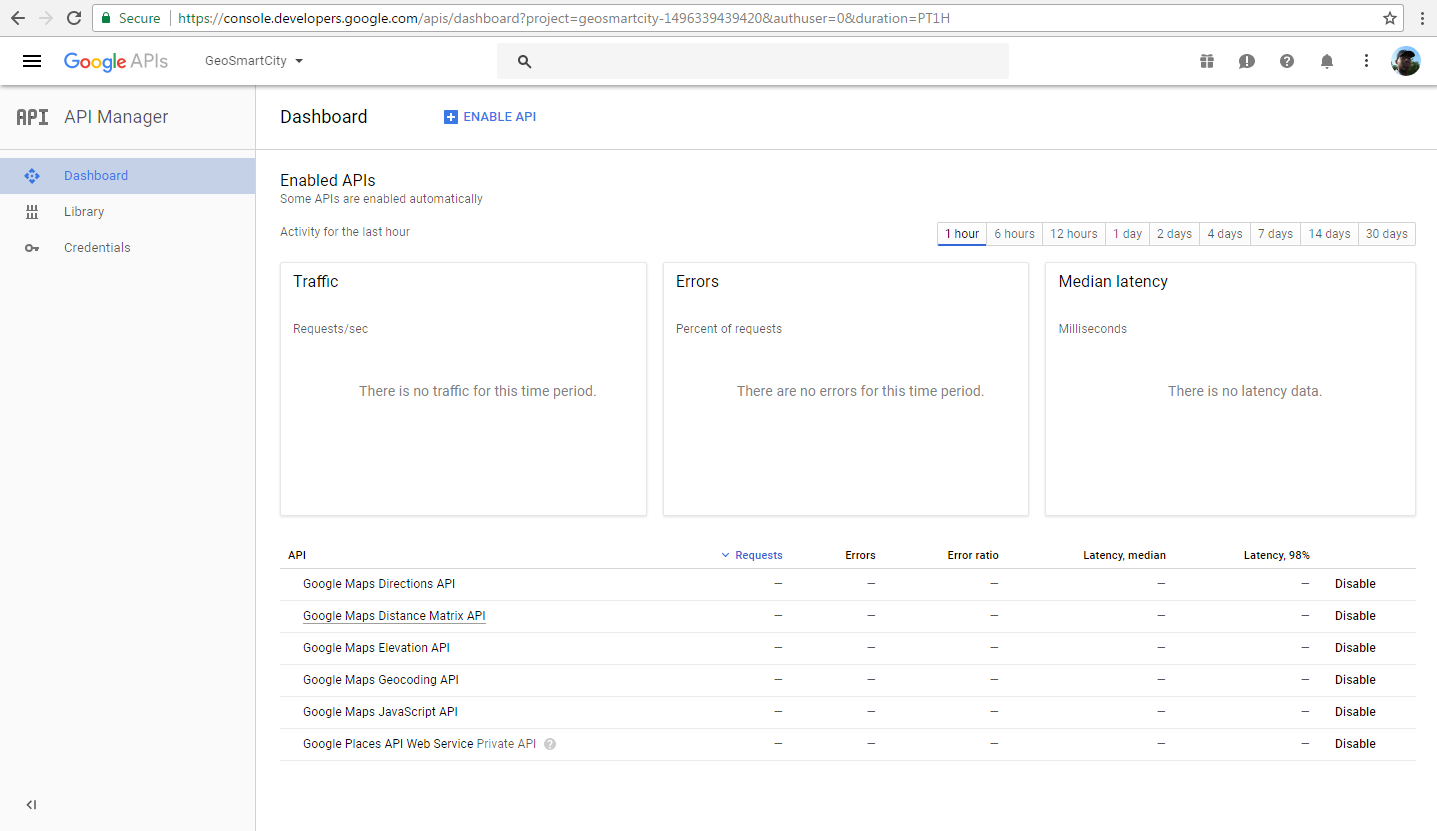 Secure https://console.developers.google.com/apis/dashboard?project=geosmartcity-1496339439420&authuser=0&duration=PT1H
Google APIs GeoSmartCity
API API Manager Dashboard ENABLE API
Dashboard
Library
Credentials
Enabled APIs
Some APIs are enabled automatically
Activity for the last hour 1 hour 6 hours 12 hours 1 day 2 days 4 days 7 days 14 days 30 days
Traffic
Requests/sec
There is no traffic for this time period.
Errors
Percent of requests
There are no errors for this time period.
Median latency
Milliseconds
There is no latency data.
API Requests Errors Error ratio Latency, median Latency, 98%
Google Maps Directions API – – – – – Disable
Google Maps Distance Matrix API – – – – – Disable
Google Maps Elevation API – – – – – Disable
Google Maps Geocoding API – – – – – Disable
Google Maps JavaScript API – – – – – Disable
Google Places API Web Service Private API ? – – – – – Disable